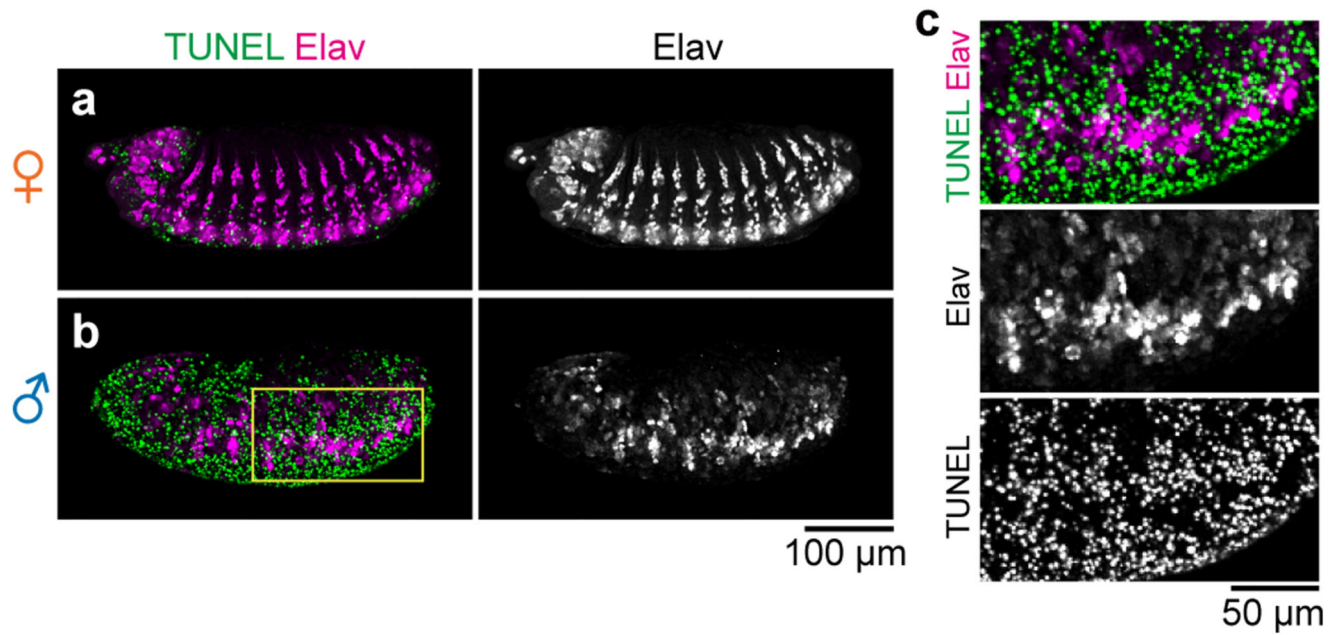 TUNEL Elav
Elav
a
♀
b
♂
100 µm
c
TUNEL Elav
Elav
TUNEL
50 µm